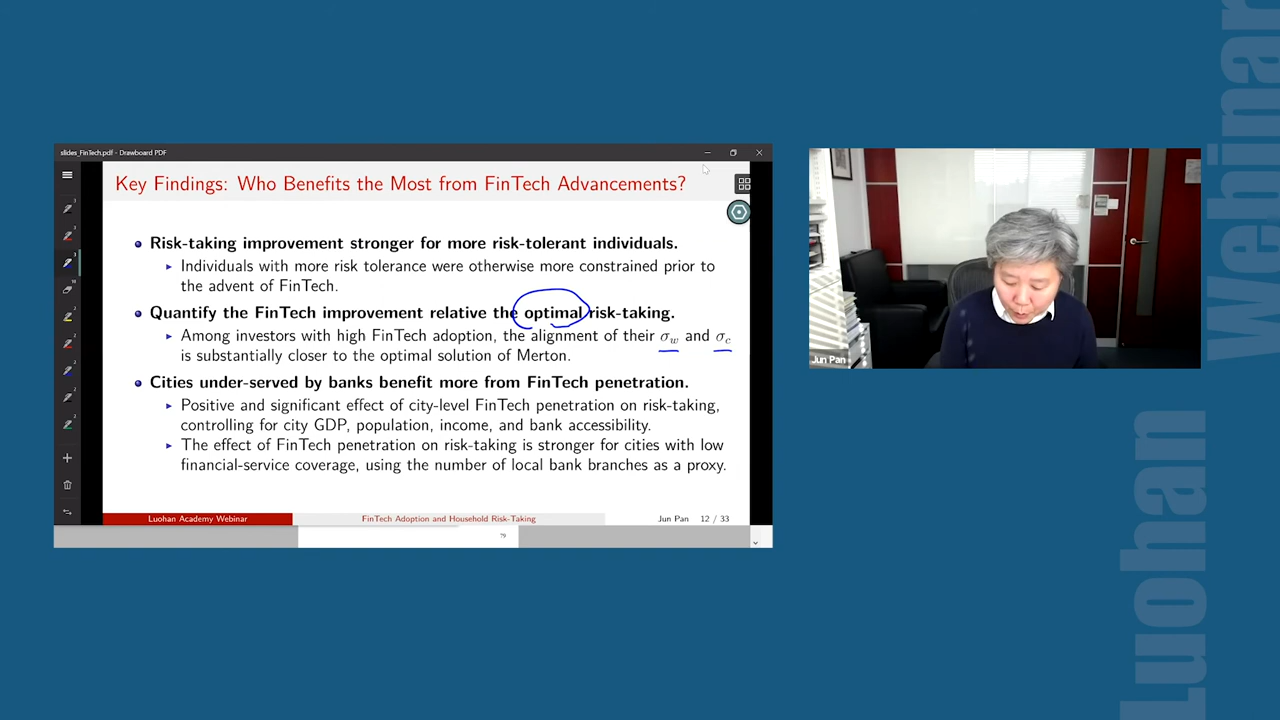 slides_FinTech.pdf - Drawboard PDF
Key Findings: Who Benefits the Most from FinTech Advancements?
Risk-taking improvement stronger for more risk-tolerant individuals.
Individuals with more risk tolerance were otherwise more constrained prior to
the advent of FinTech.
Quantify the FinTech improvement relative the optimal risk-taking.
Among investors with high FinTech adoption, the alignment of their σw and σc
is substantially closer to the optimal solution of Merton.
Cities under-served by banks benefit more from FinTech penetration.
Positive and significant effect of city-level FinTech penetration on risk-taking,
controlling for city GDP, population, income, and bank accessibility.
The effect of FinTech penetration on risk-taking is stronger for cities with low
financial-service coverage, using the number of local bank branches as a proxy.
Luohan Academy Webinar FinTech Adoption and Household Risk-Taking Jun Pan 12 / 33
79
Jun Pan
Luohan Webinar